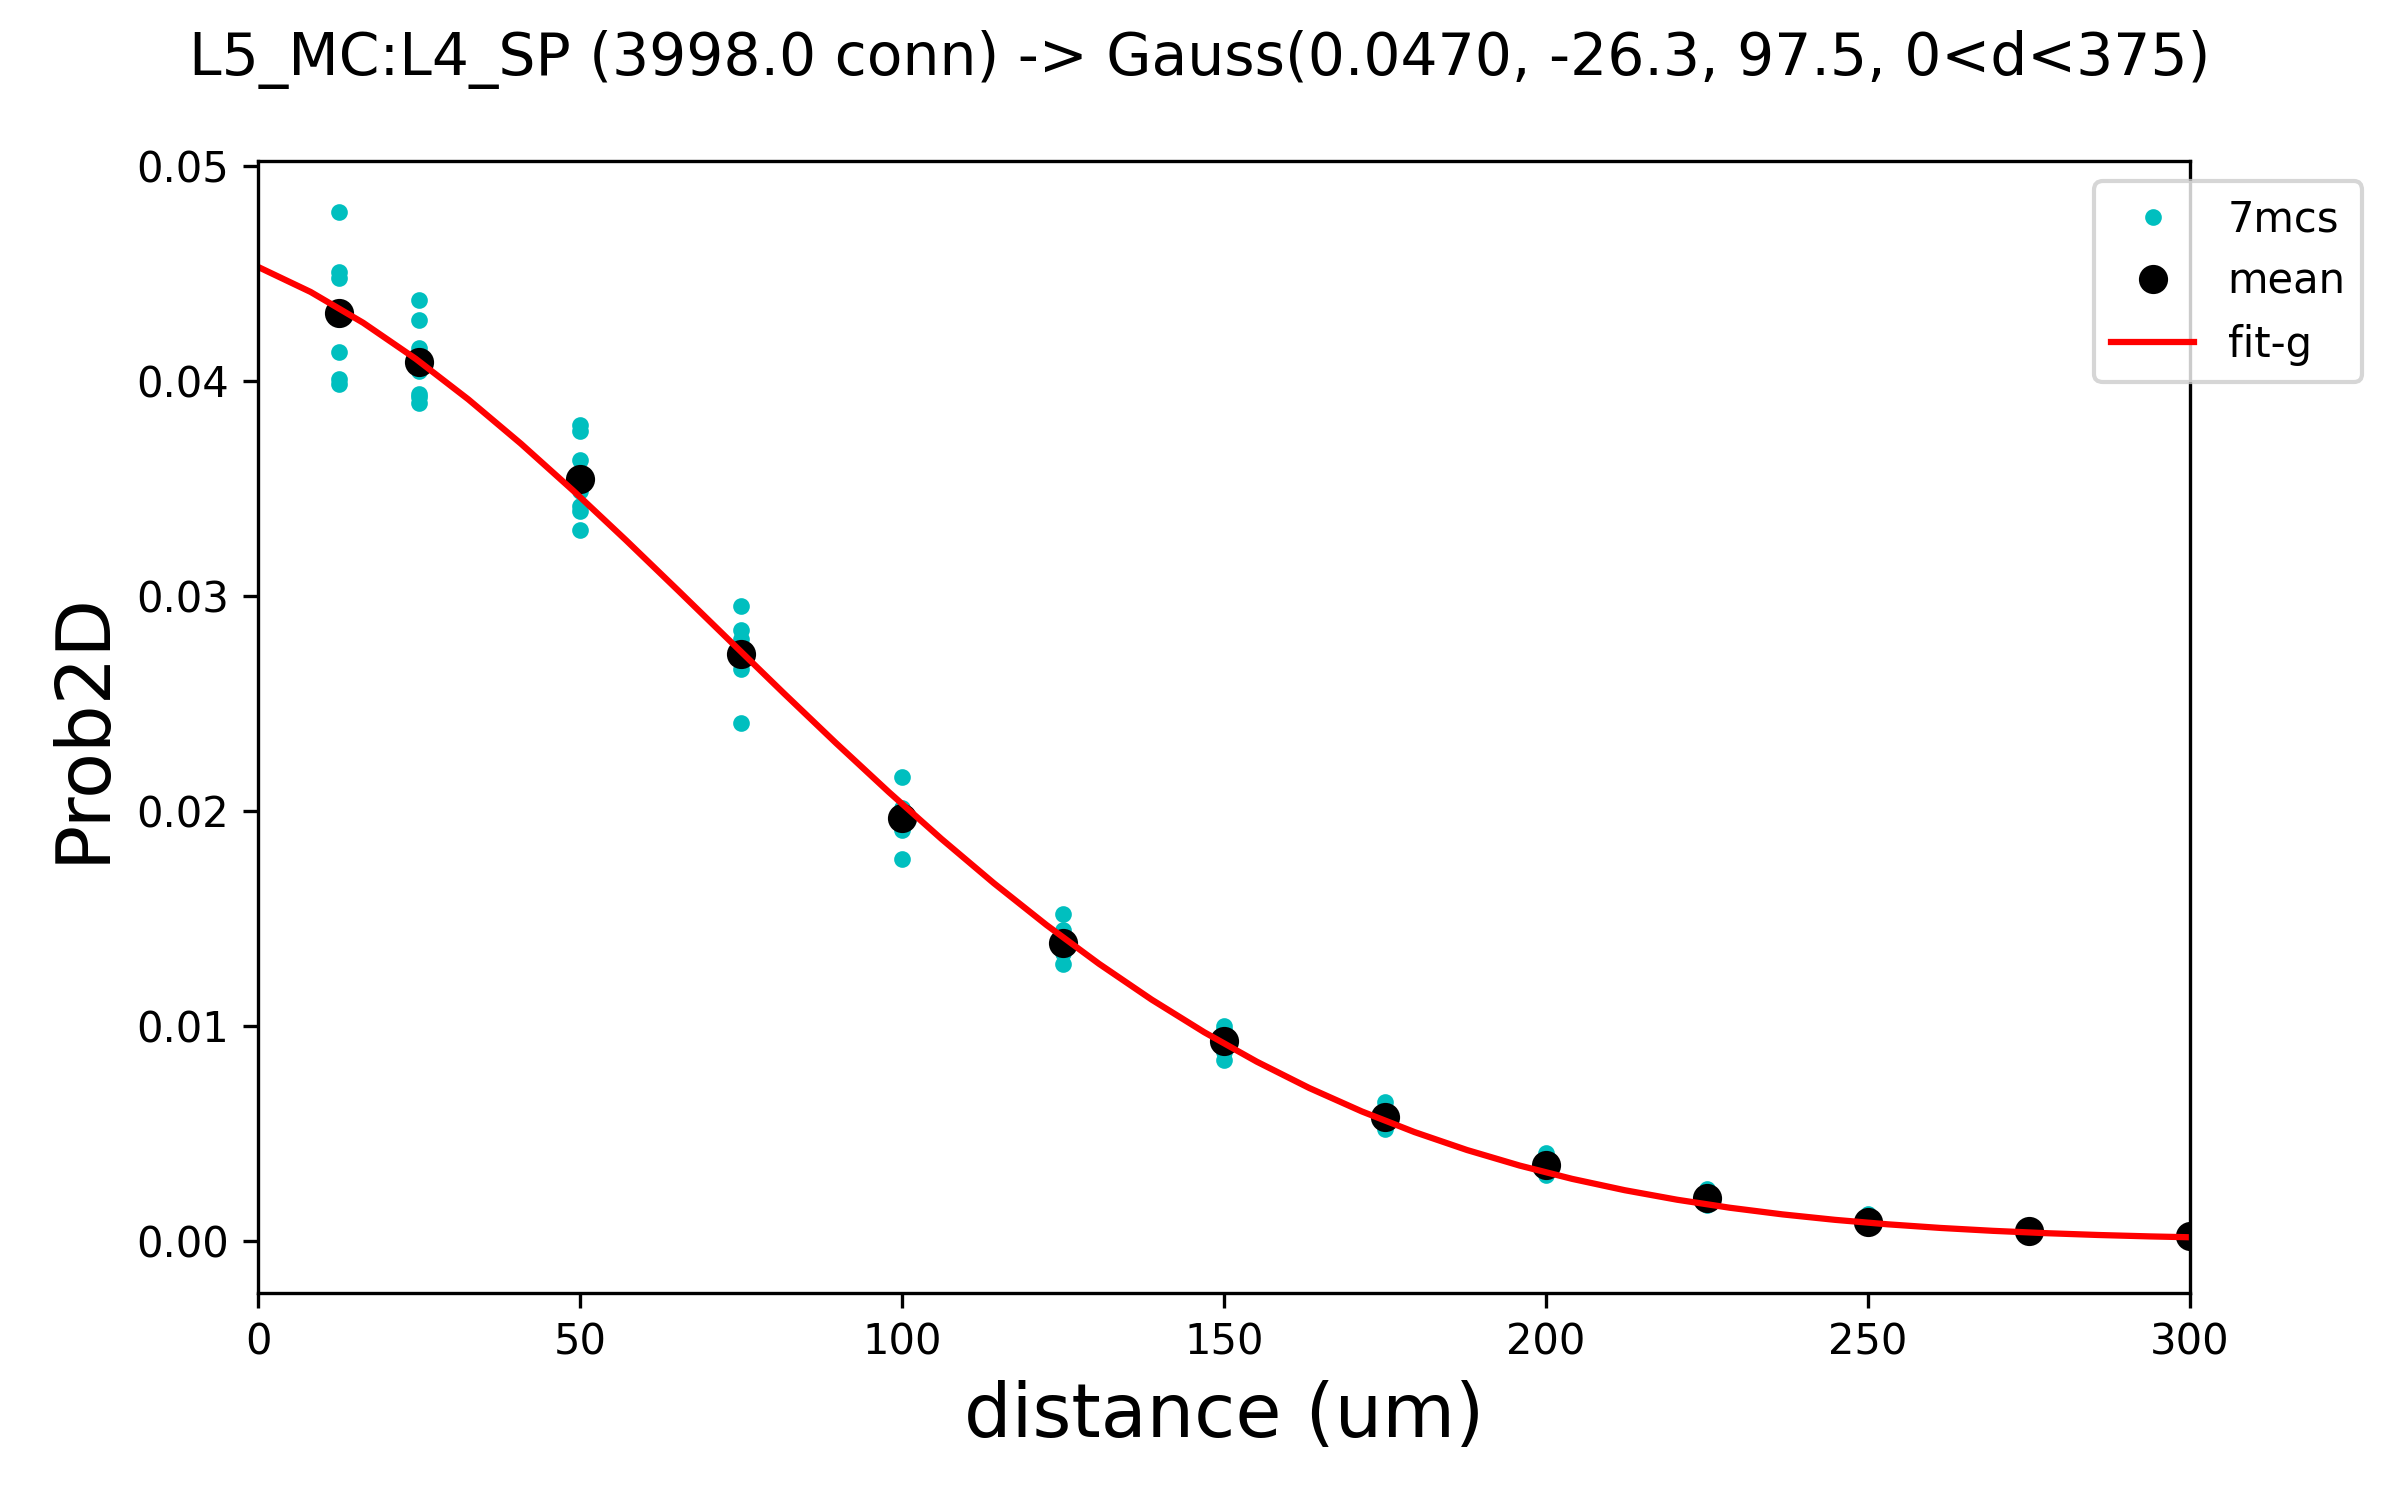 L5_MC:L4_SP (3998.0 conn) -> Gauss(0.0470, -26.3, 97.5, 0<d<375)
0.05
0.04
0.03
0.02
0.01
0.00
Prob2D
7mcs
mean
fit-g
0 50 100 150 200 250 300
distance (um)